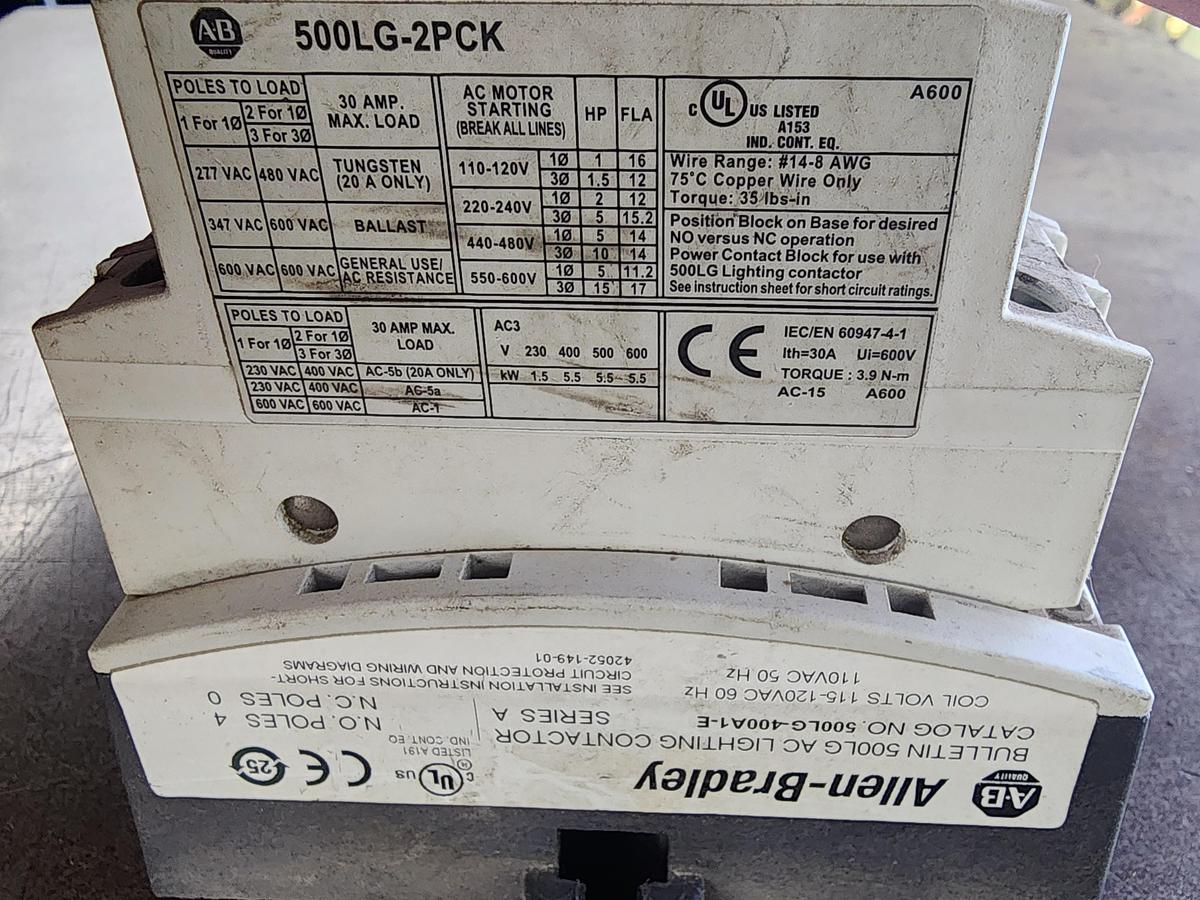 A-B
QUALITY
500LG-2PCK
POLES TO LOAD
1 For 1Ø
2 For 1Ø
3 For 3Ø
30 AMP.
MAX. LOAD
277 VAC 480 VAC TUNGSTEN
(20 A ONLY)
347 VAC 600 VAC BALLAST
600 VAC 600 VAC GENERAL USE/
AC RESISTANCE
AC MOTOR
STARTING
(BREAK ALL LINES)
HP FLA
110-120V 1Ø 1 16
3Ø 1.5 12
220-240V 1Ø 2 12
3Ø 5 15.2
440-480V 1Ø 5 14
3Ø 10 14
550-600V 1Ø 5 11.2
3Ø 15 17
C UL US LISTED
A153
IND. CONT. EQ.
A600
Wire Range: #14-8 AWG
75°C Copper Wire Only
Torque: 35 lbs-in
Position Block on Base for desired
NO versus NC operation
Power Contact Block for use with
500LG Lighting contactor
See instruction sheet for short circuit ratings.
POLES TO LOAD
1 For 1Ø
2 For 1Ø
3 For 3Ø
30 AMP MAX.
LOAD
230 VAC 400 VAC AC-5b (20A ONLY)
230 VAC 400 VAC AC-5a
600 VAC 600 VAC AC-1
AC3
V 230 400 500 600
kW 1.5 5.5 5.5 5.5
CE
IEC/EN 60947-4-1
Ith=30A Ui=600V
TORQUE : 3.9 N-m
AC-15 A600
A-B
QUALITY
Allen-Bradley
BULLETIN 500LG AC LIGHTING CONTACTOR
CATALOG NO. 500LG-400A1-E SERIES A
COIL VOLTS 115-120VAC 60 Hz
110VAC 50 Hz
C UL US
LISTED A191
IND. CONT. EQ
CE
25
N.O. POLES 4
N.C. POLES 0
SEE INSTALLATION INSTRUCTIONS FOR SHORT-
CIRCUIT PROTECTION AND WIRING DIAGRAMS
42052-149-01